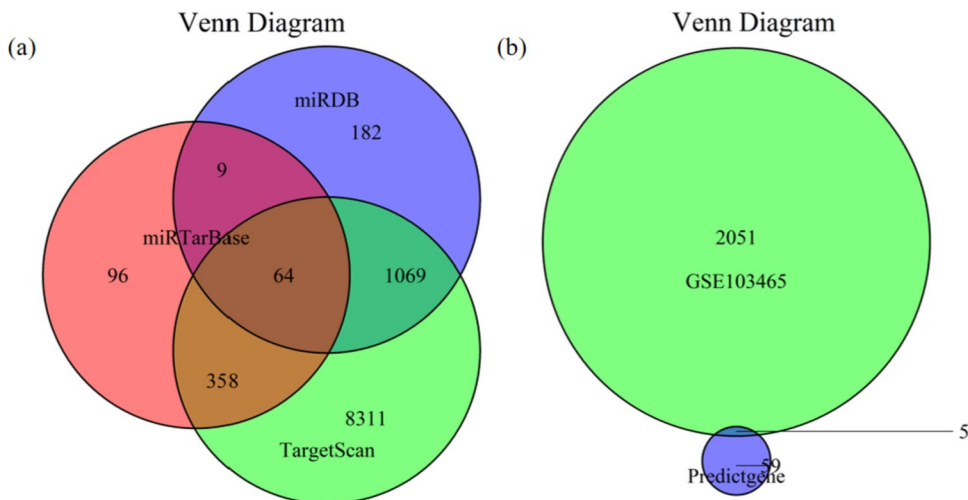 Venn Diagram
(a)
miRDB
182
9
miRTarBase
96
64
1069
358
8311
TargetScan
Venn Diagram
(b)
2051
GSE103465
5
59
Predictgene